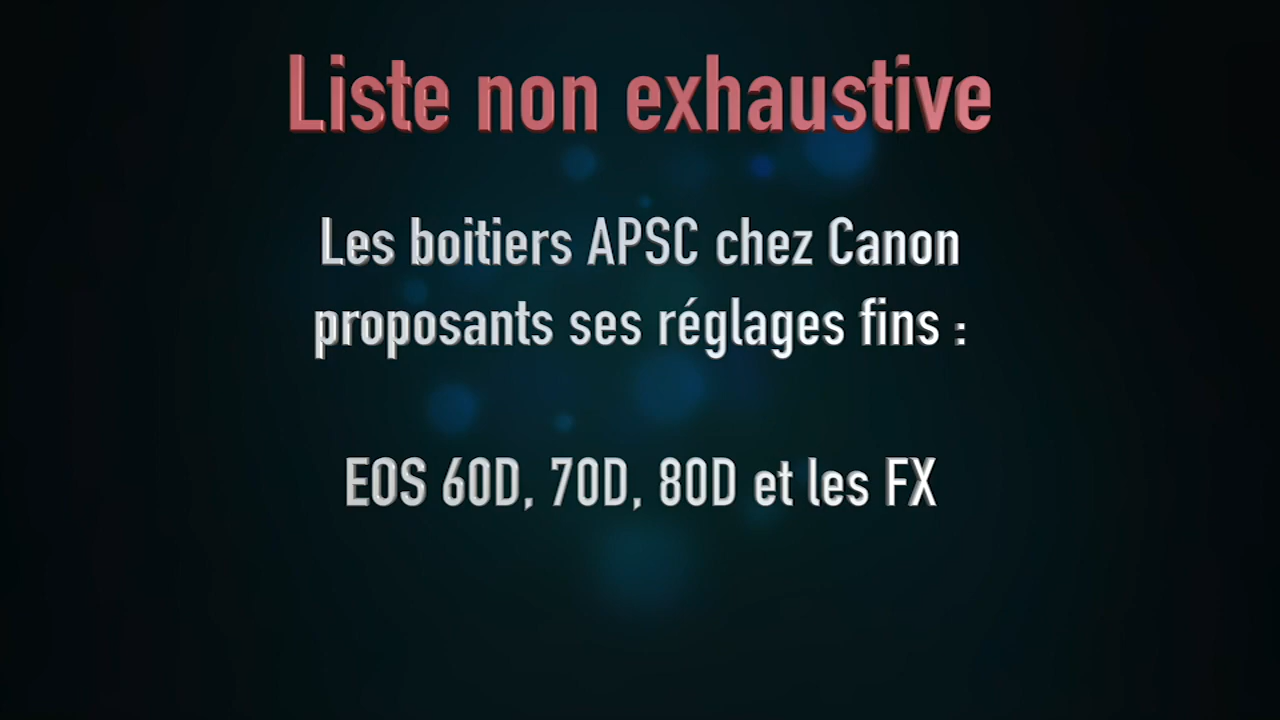 Liste non exhaustive
Les boitiers APSC chez Canon
proposants ses réglages fins :
EOS 60D, 70D, 80D et les FX